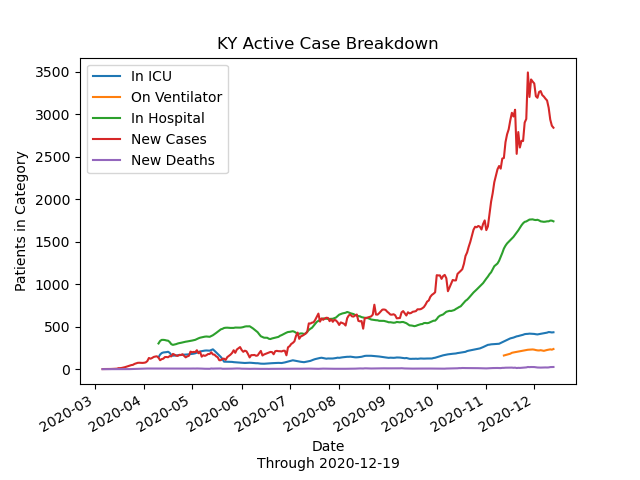 KY Active Case Breakdown
In ICU
On Ventilator
In Hospital
New Cases
New Deaths
Patients in Category
3500
3000
2500
2000
1500
1000
500
0
2020-03
2020-04
2020-05
2020-06
2020-07
2020-08
2020-09
2020-10
2020-11
2020-12
Date
Through 2020-12-19